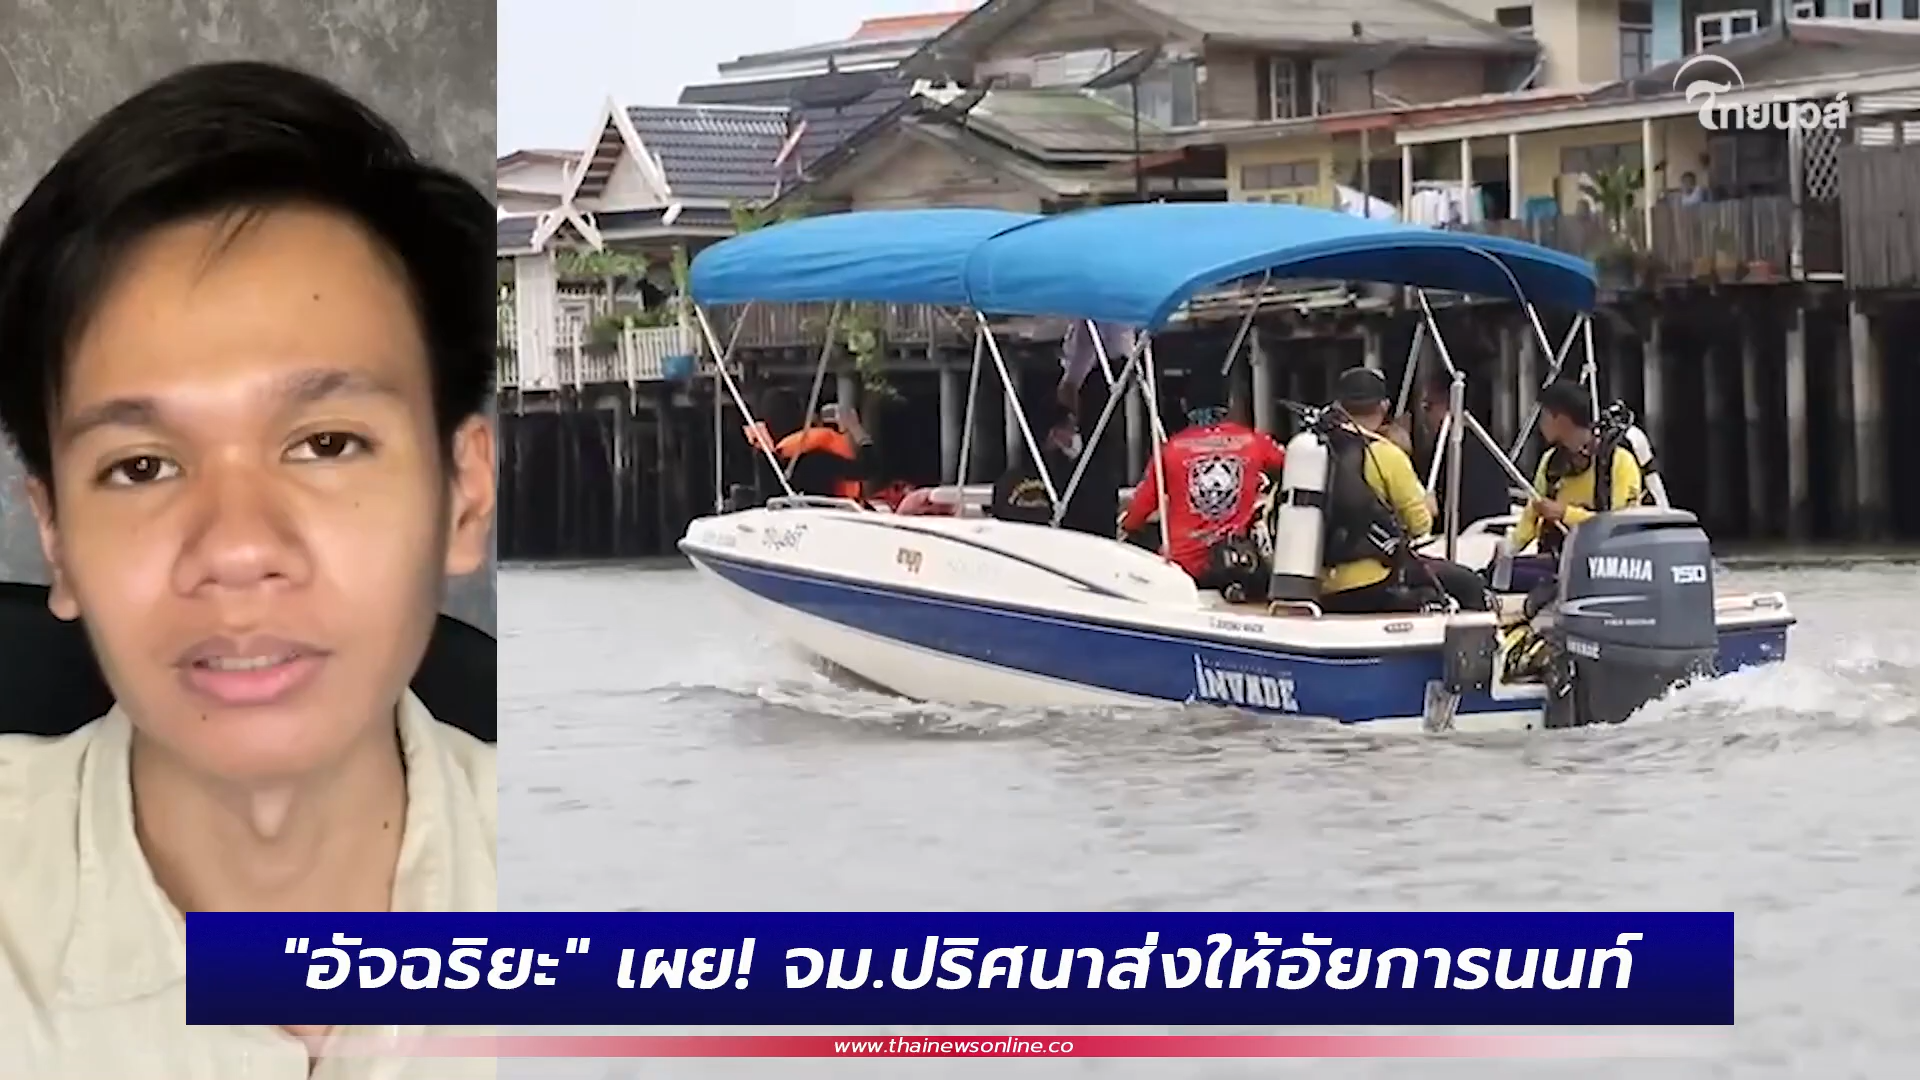 ไทยนิวส์
YAMAHA 150
INVADE
"อัจฉริยะ" เผย! จม.ปริศนาส่งให้อัยการนนท์
www.thainewsonline.co